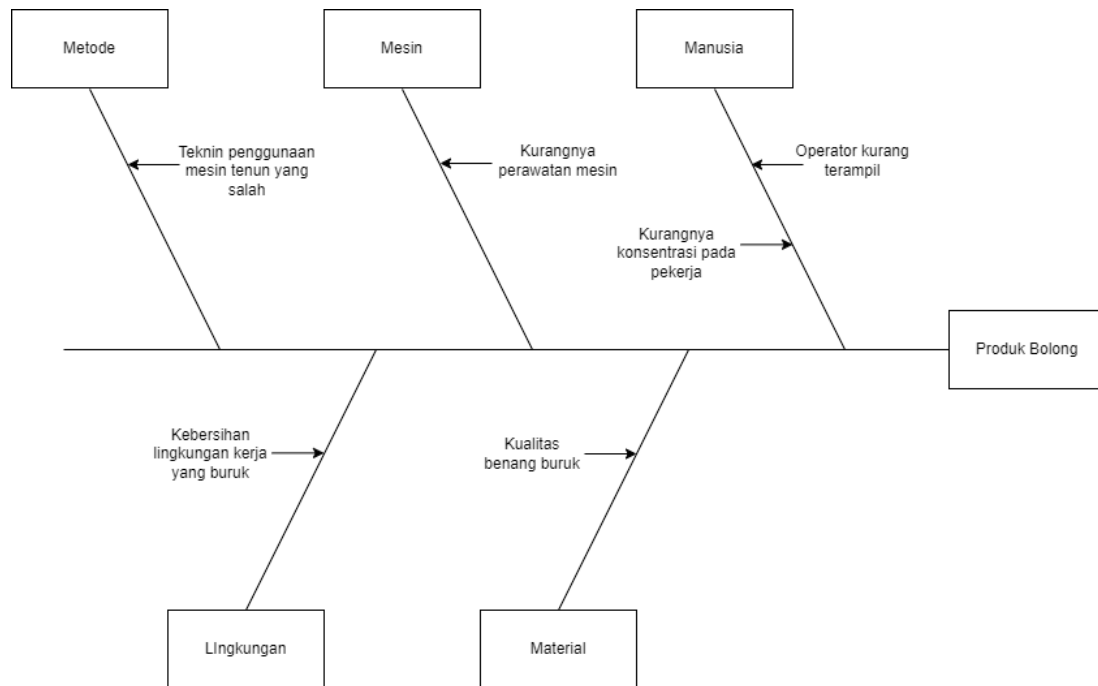 Metode
Mesin
Manusia
Teknin penggunaan
mesin tenun yang
salah
Kurangnya
perawatan mesin
Operator kurang
terampil
Kurangnya
konsentrasi pada
pekerja
Produk Bolong
Kebersihan
lingkungan kerja
yang buruk
Kualitas
benang buruk
LIngkungan
Material